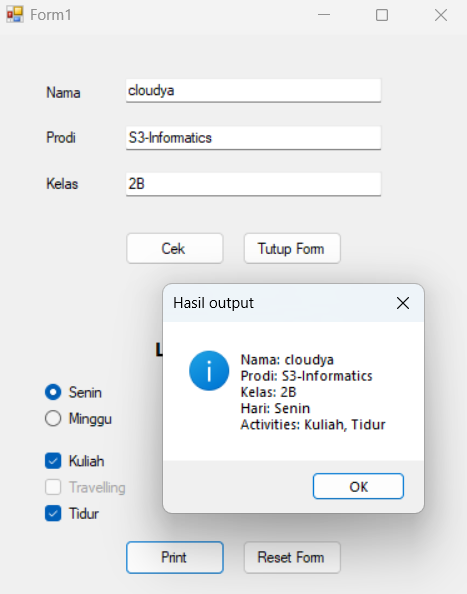 Form1
Nama cloudya
Prodi S3-Informatics
Kelas 2B
Cek Tutup Form
Hasil output
Nama: cloudya
Prodi: S3-Informatics
Kelas: 2B
Hari: Senin
Activities: Kuliah, Tidur
OK
Senin
Minggu
Kuliah
Travelling
Tidur
Print Reset Form